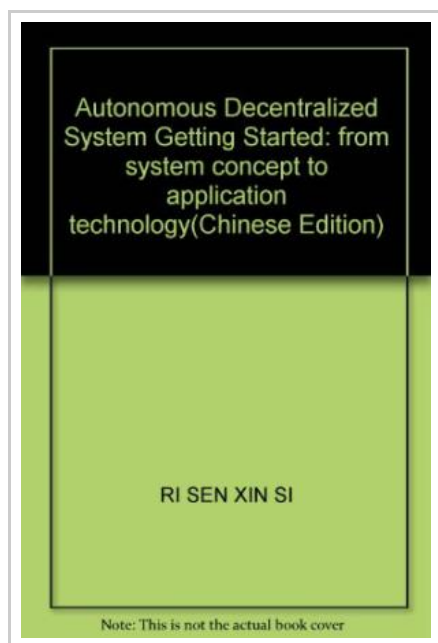 Autonomous Decentralized
System Getting Started: from
system concept to
application
technology(Chinese Edition)
RI SEN XIN SI
Note: This is not the actual book cover